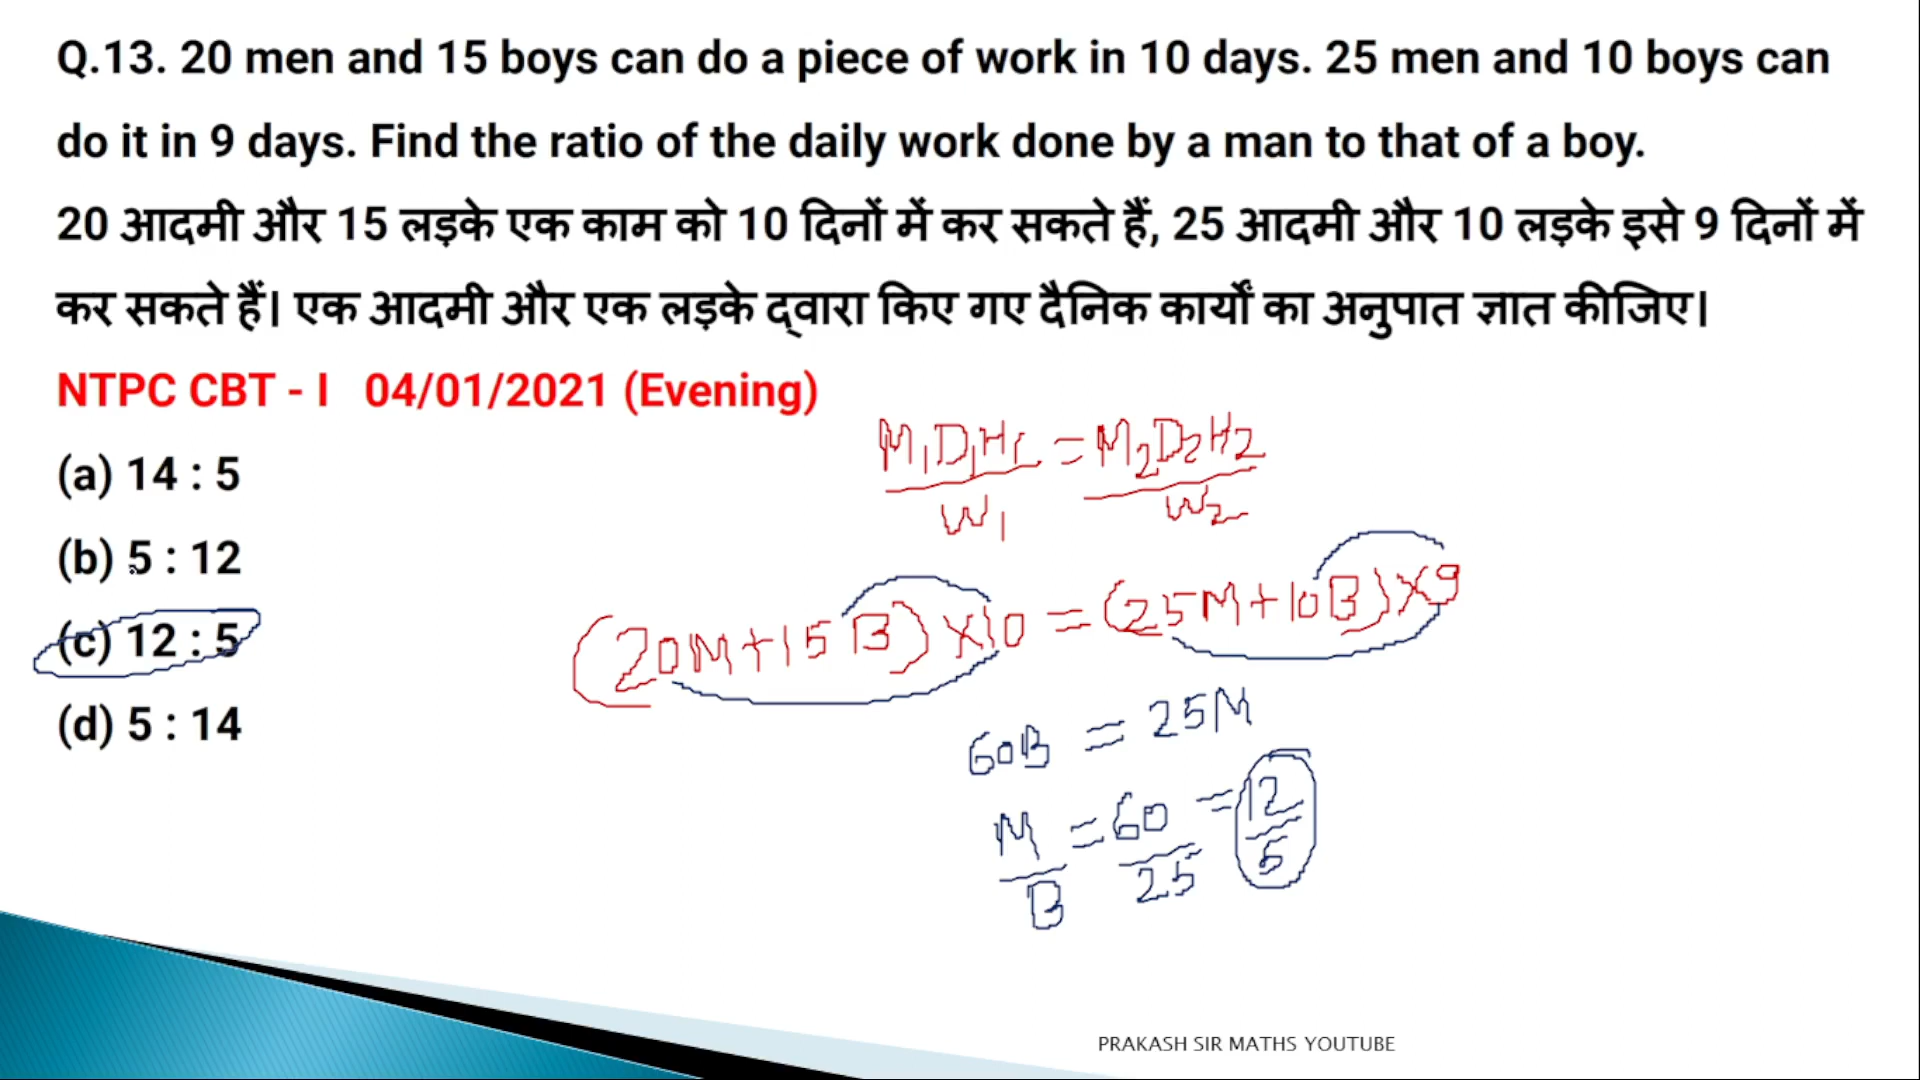 Q.13. 20 men and 15 boys can do a piece of work in 10 days. 25 men and 10 boys can
do it in 9 days. Find the ratio of the daily work done by a man to that of a boy.
20 आदमी और 15 लड़के एक काम को 10 दिनों में कर सकते हैं, 25 आदमी और 10 लड़के इसे 9 दिनों में
कर सकते हैं। एक आदमी और एक लड़के द्वारा किए गए दैनिक कार्यों का अनुपात ज्ञात कीजिए।
NTPC CBT - I 04/01/2021 (Evening)
(a) 14 : 5
(b) 5 : 12
(c) 12 : 5
(d) 5 : 14
M1D1H1/W1 = M2D2H2/W2
(20M+15B)×10 = (25M+10B)×9
60B = 25M
M/B = 60/25 = 12/5
PRAKASH SIR MATHS YOUTUBE